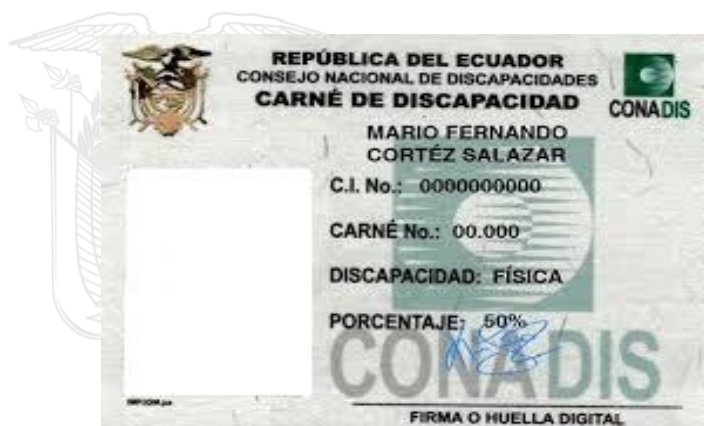 REPÚBLICA DEL ECUADOR
CONSEJO NACIONAL DE DISCAPACIDADES
CARNÉ DE DISCAPACIDAD
CONADIS
MARIO FERNANDO
CORTÉZ SALAZAR
C.I. No.: 0000000000
CARNÉ No.: 00.000
DISCAPACIDAD: FÍSICA
PORCENTAJE: 50%
CONADIS
FIRMA O HUELLA DIGITAL